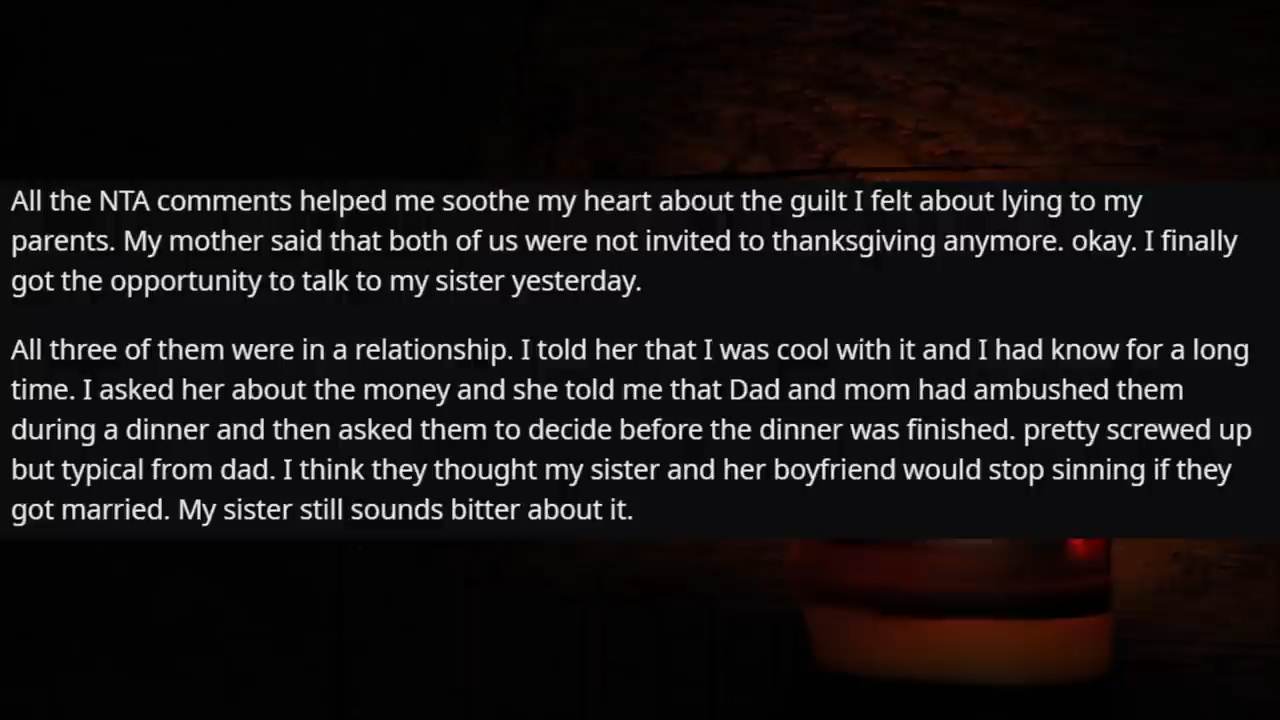 All the NTA comments helped me soothe my heart about the guilt I felt about lying to my
parents. My mother said that both of us were not invited to thanksgiving anymore. okay. I finally
got the opportunity to talk to my sister yesterday.
All three of them were in a relationship. I told her that I was cool with it and I had know for a long
time. I asked her about the money and she told me that Dad and mom had ambushed them
during a dinner and then asked them to decide before the dinner was finished. pretty screwed up
but typical from dad. I think they thought my sister and her boyfriend would stop sinning if they
got married. My sister still sounds bitter about it.